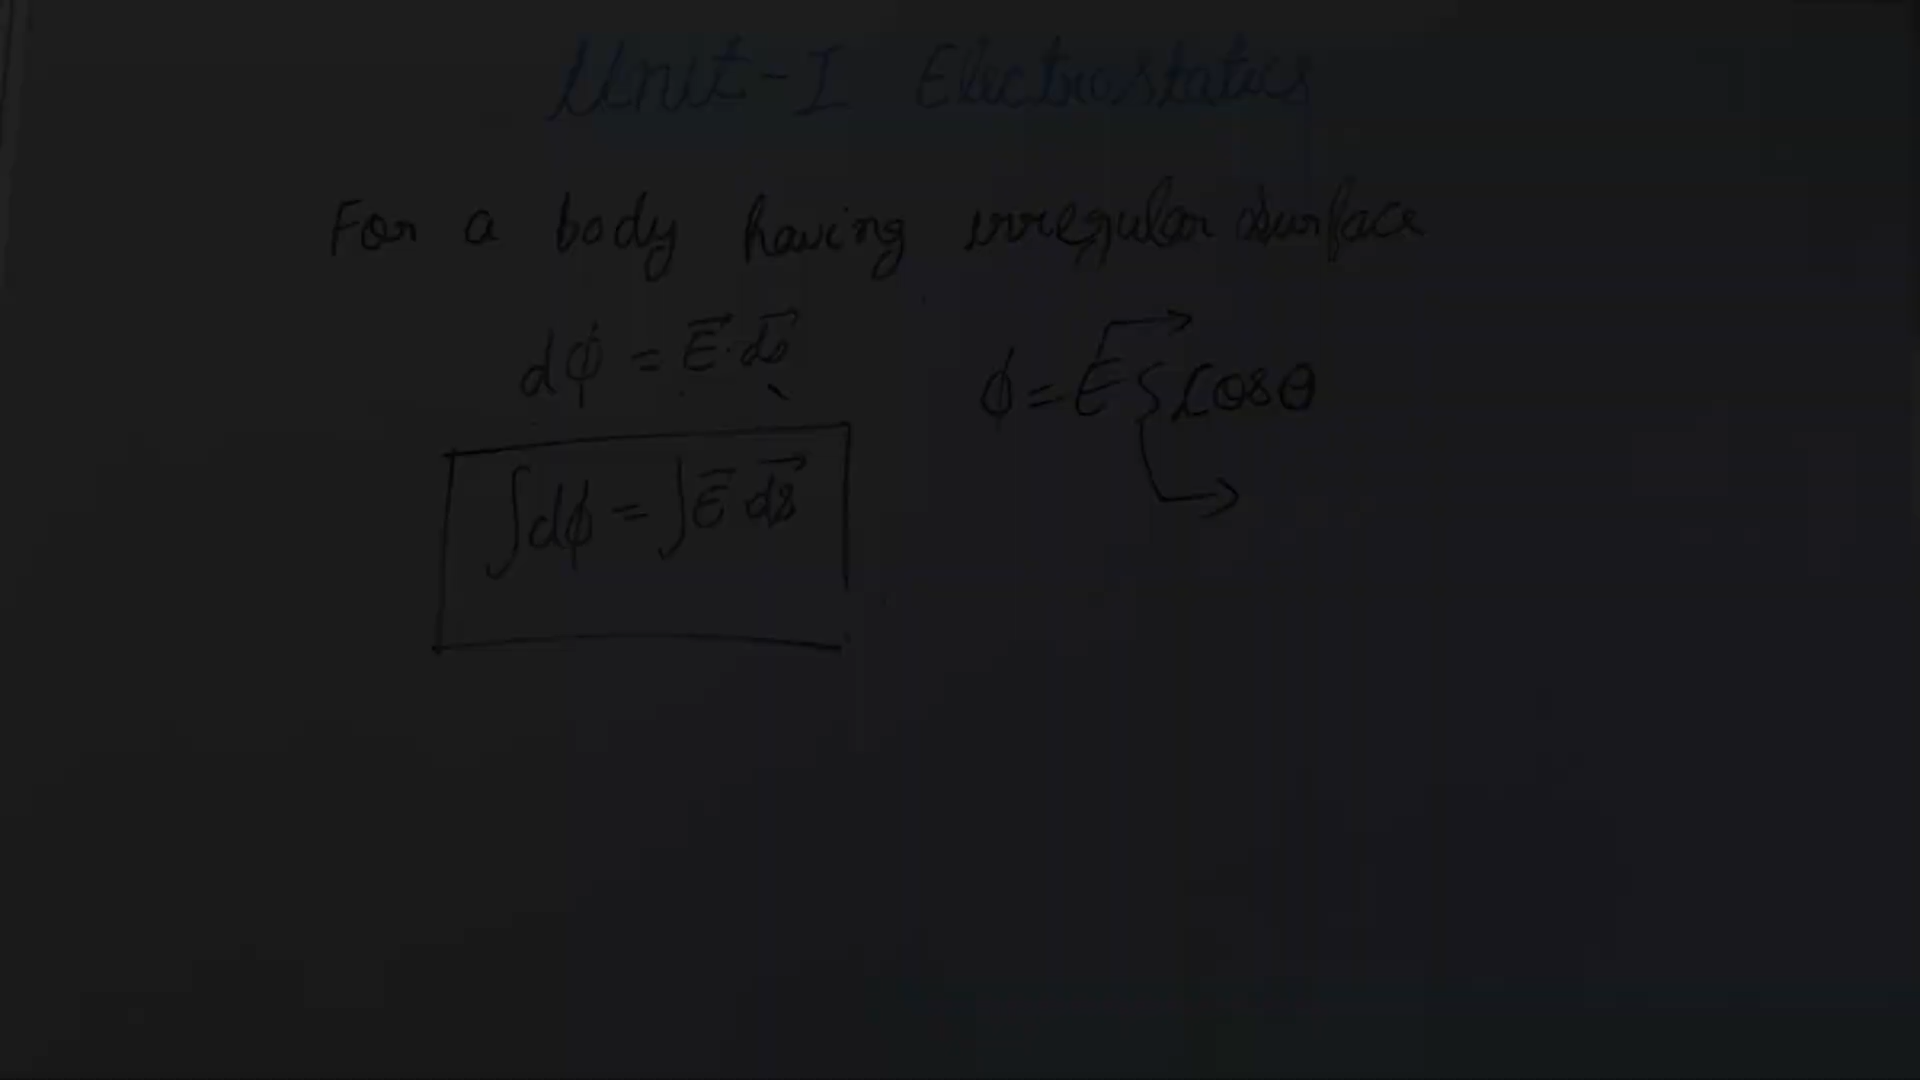 Unit-I Electrostatics
For a body having irregular surface
dϕ = E⃗.ds⃗
ϕ = ES cosθ
∫dϕ = ∫E⃗ ds⃗